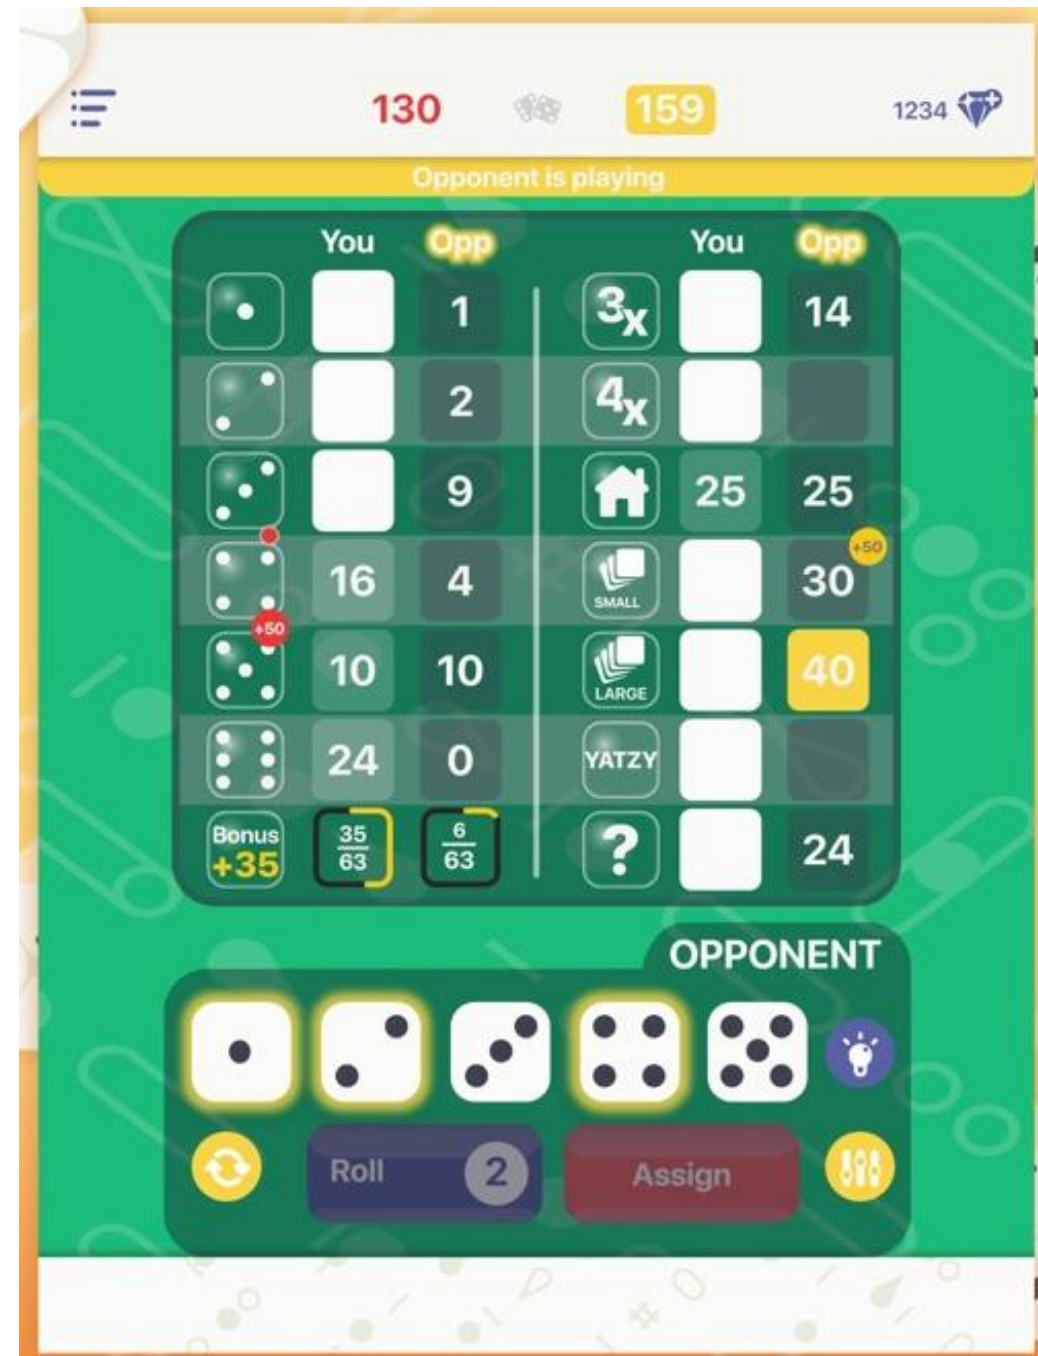 130 159 1234
Opponent is playing
You Opp You Opp
1 3x 14
2 4x
9 25 25
+50
16 4 SMALL 30
+50
10 10 LARGE 40
24 0 YATZY
Bonus +35 35/63 6/63 ? 24
OPPONENT
Roll 2 Assign